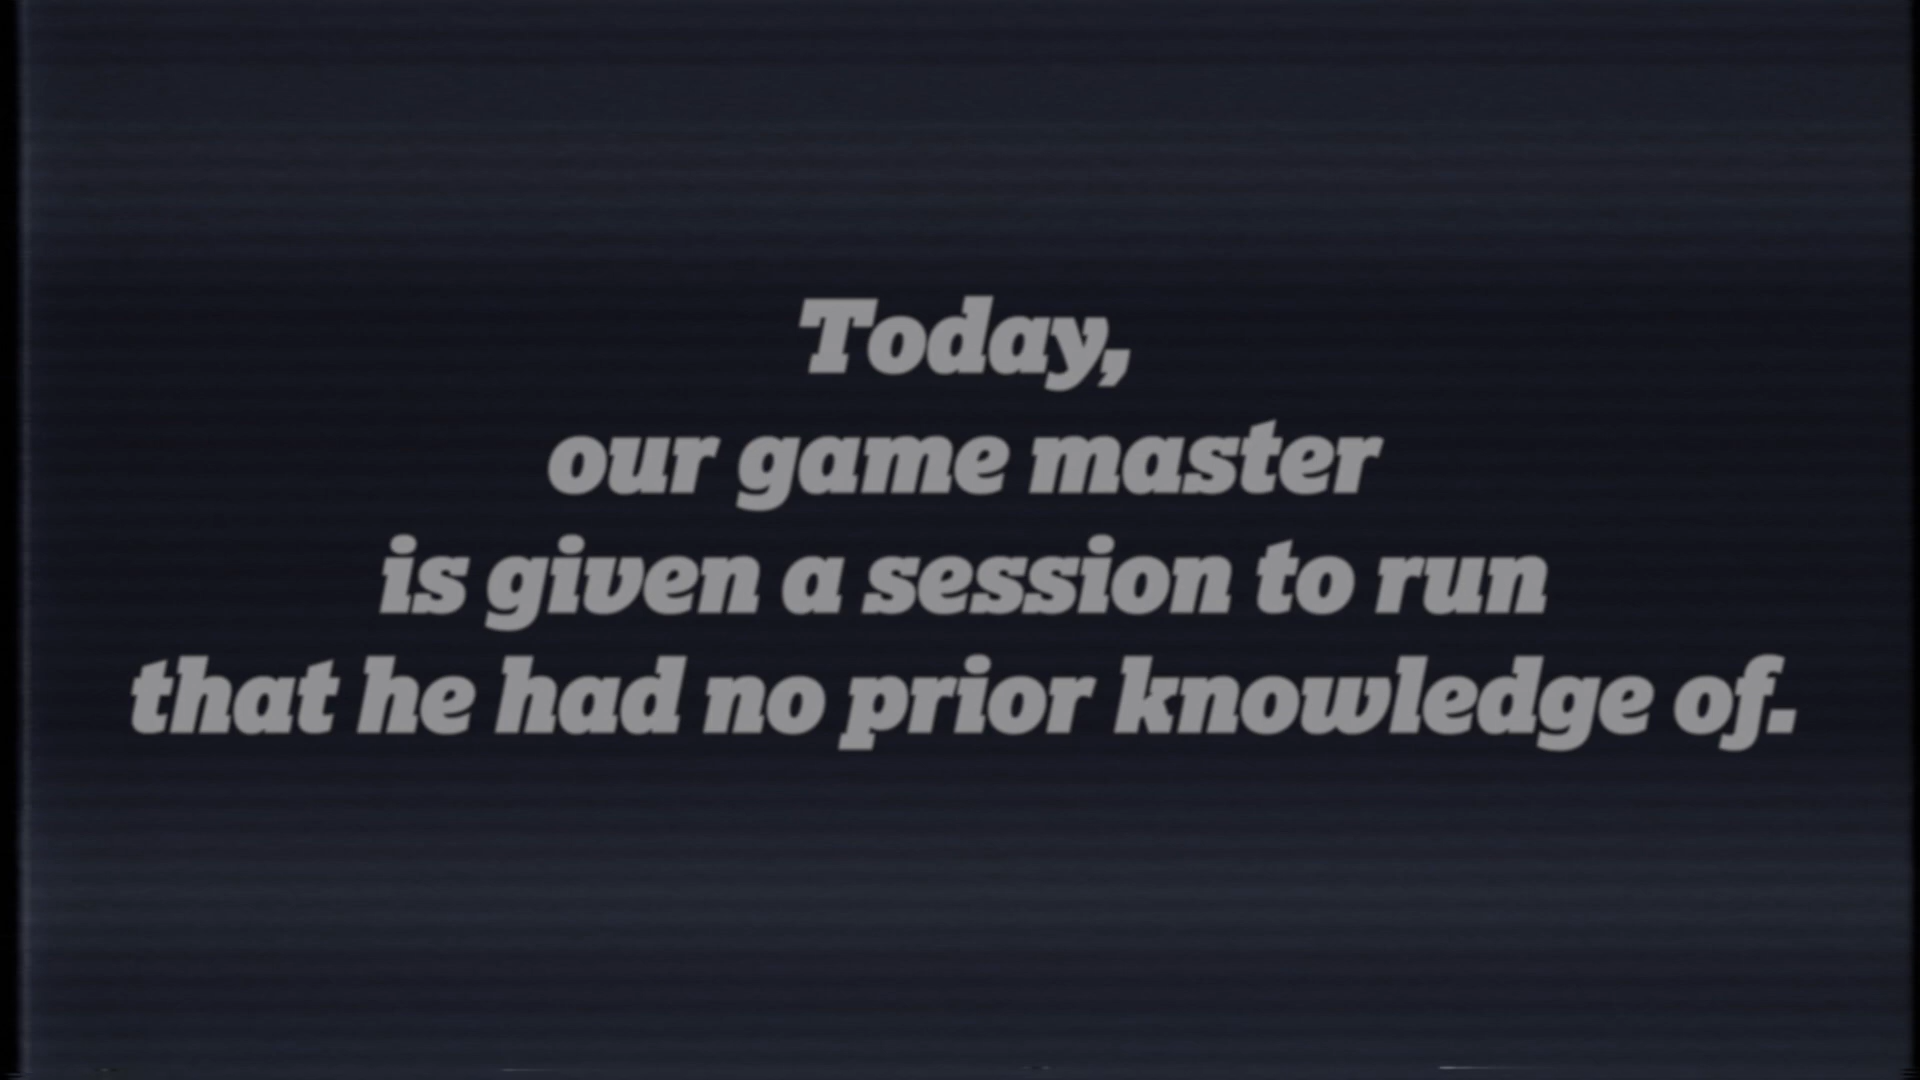 Today,
our game master
is given a session to run
that he had no prior knowledge of.